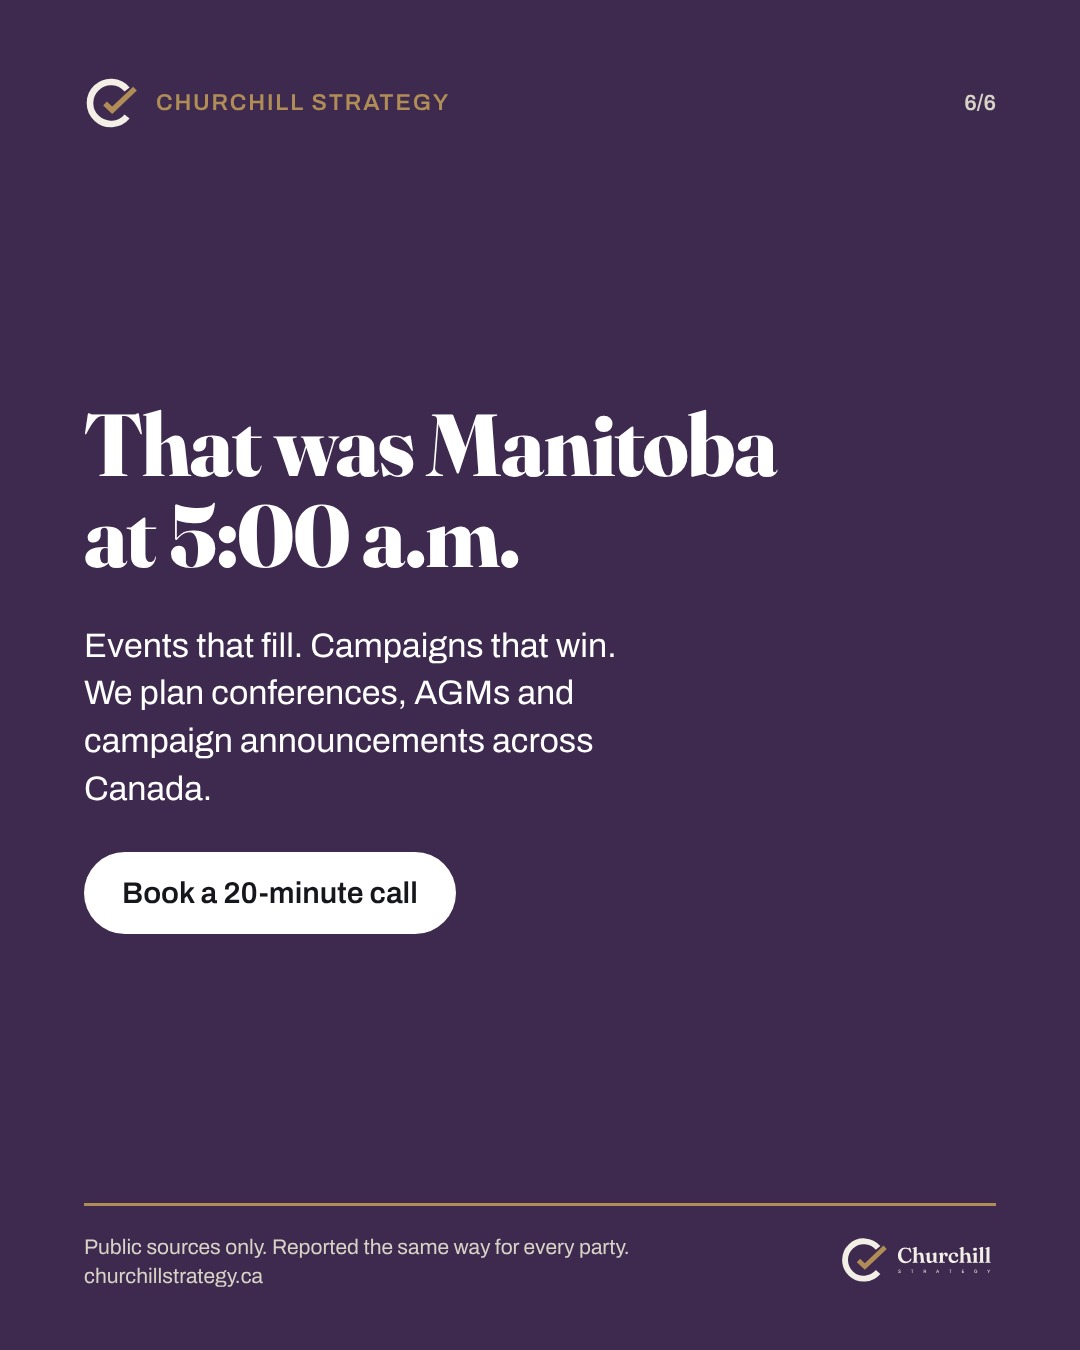 CHURCHILL STRATEGY
6/6
That was Manitoba
at 5:00 a.m.
Events that fill. Campaigns that win.
We plan conferences, AGMs and
campaign announcements across
Canada.
Book a 20-minute call
Public sources only. Reported the same way for every party.
churchillstrategy.ca
Churchill
STRATEGY